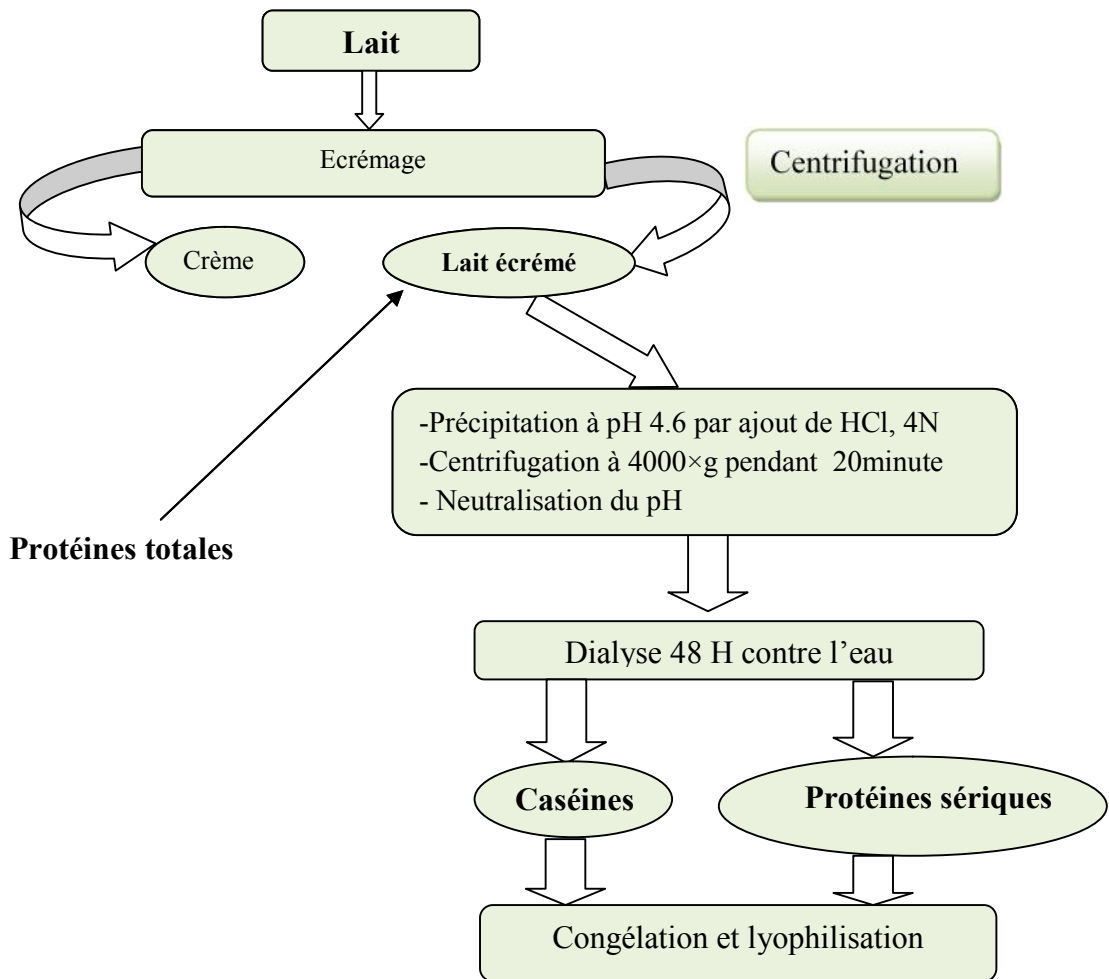 Lait
Ecrémage
Centrifugation
Crème
Lait écrémé
-Précipitation à pH 4.6 par ajout de HCl, 4N
-Centrifugation à 4000×g pendant 20minute
- Neutralisation du pH
Protéines totales
Dialyse 48 H contre l’eau
Caséines
Protéines sériques
Congélation et lyophilisation